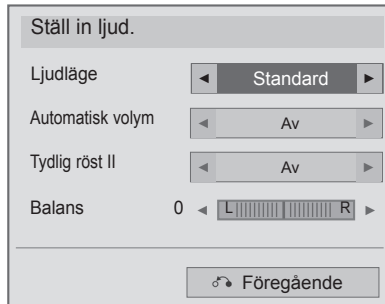 Ställ in ljud.
Ljudläge ◄ Standard ►
Automatisk volym ◄ Av ►
Tydlig röst II ◄ Av ►
Balans 0 ◄ L R ►
Föregående